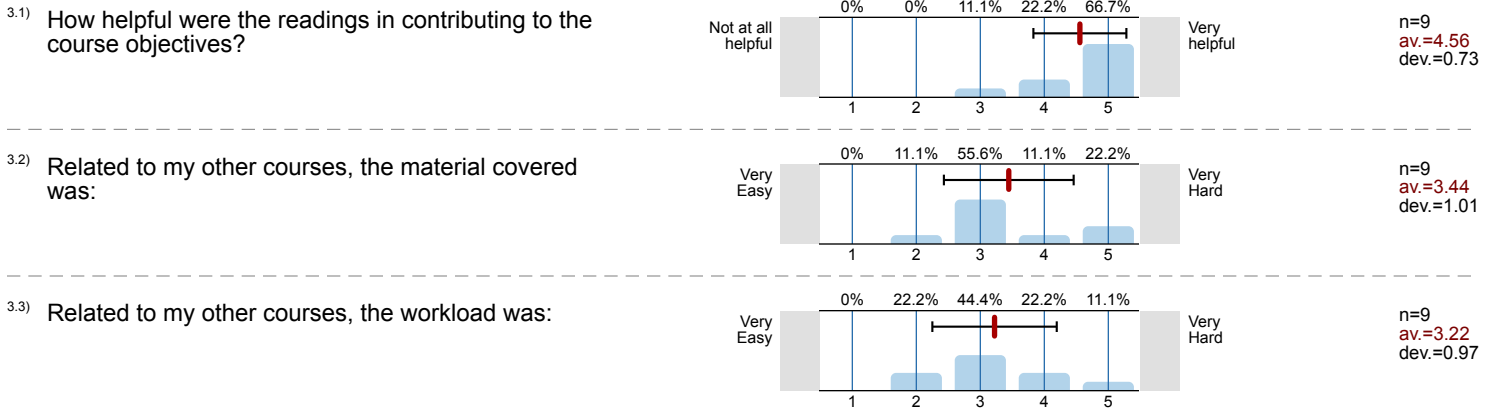 3.1) How helpful were the readings in contributing to the
course objectives?
Not at all
helpful
0% 0% 11.1% 22.2% 66.7%
1 2 3 4 5
Very
helpful
n=9
av.=4.56
dev.=0.73
3.2) Related to my other courses, the material covered
was:
Very
Easy
0% 11.1% 55.6% 11.1% 22.2%
1 2 3 4 5
Very
Hard
n=9
av.=3.44
dev.=1.01
3.3) Related to my other courses, the workload was:
Very
Easy
0% 22.2% 44.4% 22.2% 11.1%
1 2 3 4 5
Very
Hard
n=9
av.=3.22
dev.=0.97